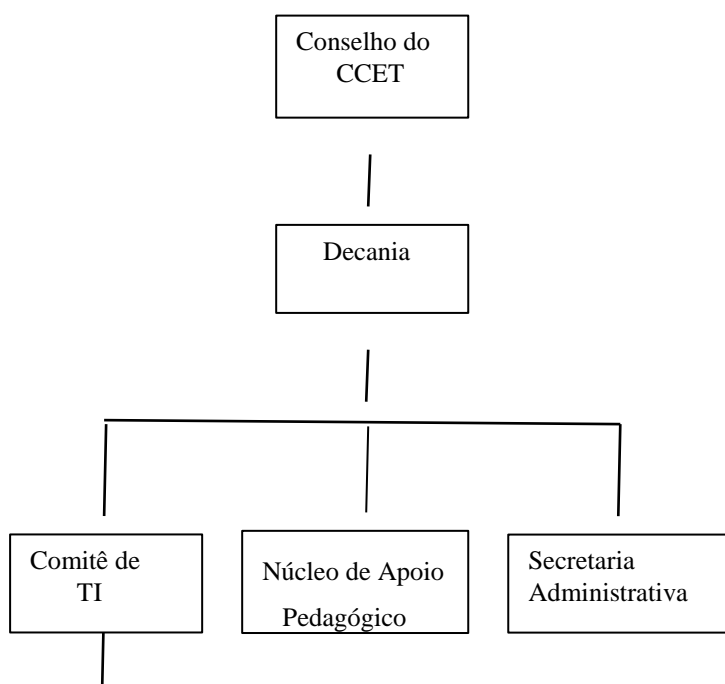 Conselho do
CCET
Decania
Comitê de
TI
Núcleo de Apoio
Pedagógico
Secretaria
Administrativa